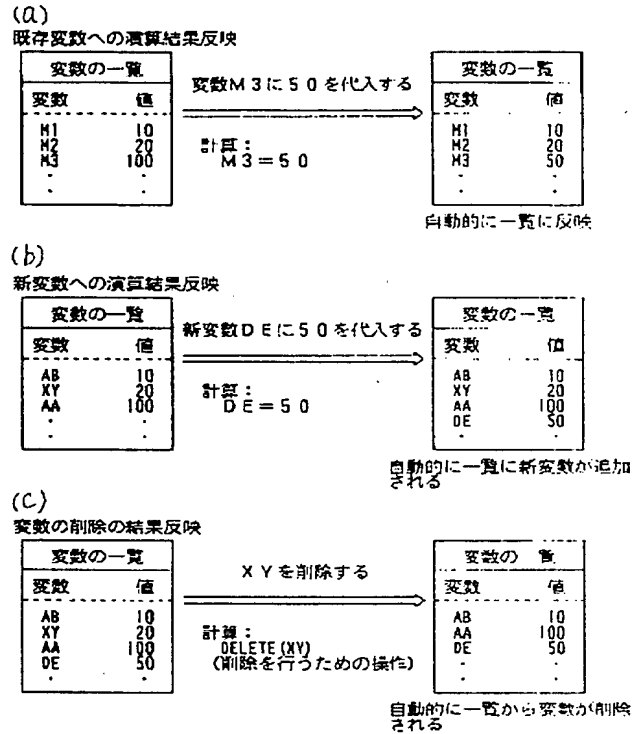 (a)
既存変数への演算結果反映
変数の一覧
変数 値
M1 10
M2 20
M3 100
変数M3に50を代入する
計算:
M3=50
変数の一覧
変数 値
M1 10
M2 20
M3 50
自動的に一覧に反映
(b)
新変数への演算結果反映
変数の一覧
変数 値
AB 10
XY 20
AA 100
新変数DEに50を代入する
計算:
DE=50
変数の一覧
変数 値
AB 10
XY 20
AA 100
DE 50
自動的に一覧に新変数が追加
される
(c)
変数の削除の結果反映
変数の一覧
変数 値
AB 10
XY 20
AA 100
DE 50
XYを削除する
計算:
DELETE(XY)
(削除を行うための操作)
変数の 覧
変数 値
AB 10
AA 100
DE 50
自動的に一覧から変数が削除
される